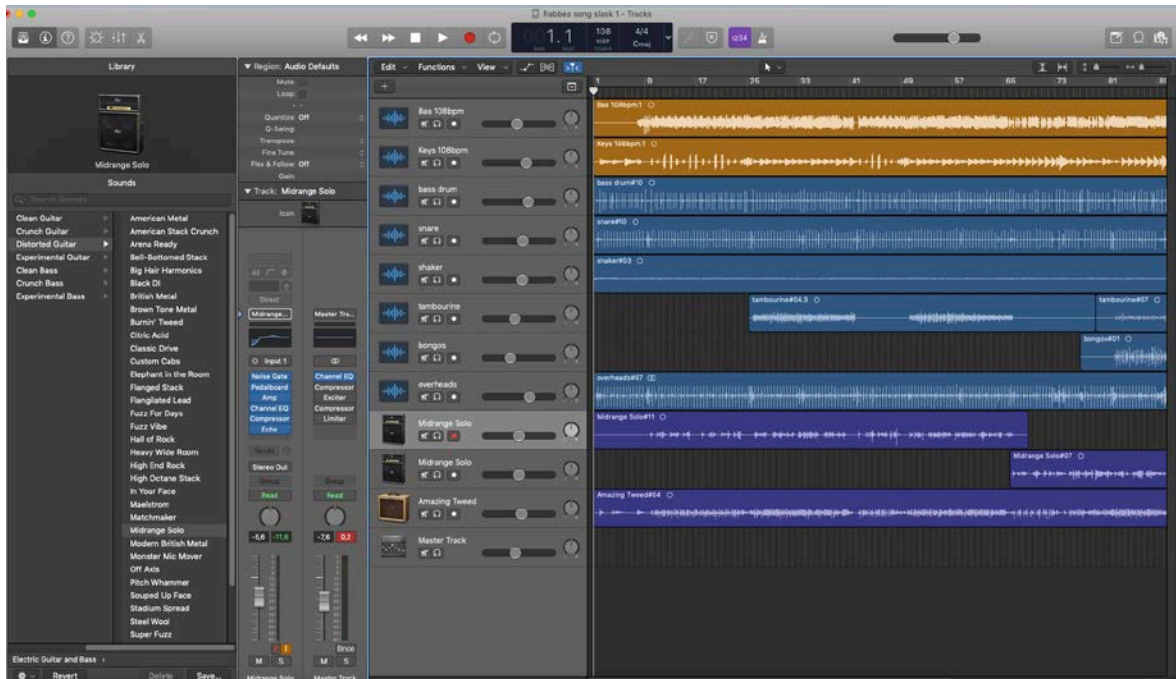 Rabbes song slask 1 - Tracks
1.1
BAR
BEAT
108
KEEP
TEMPO
4/4
Cmaj
1234
Library
Midrange Solo
Sounds
Search Sounds
Clean Guitar
Crunch Guitar
Distorted Guitar
Experimental Guitar
Clean Bass
Crunch Bass
Experimental Bass
American Metal
American Stack Crunch
Arena Ready
Bell-Bottomed Stack
Big Hair Harmonics
Black DI
British Metal
Brown Tone Metal
Burnin' Tweed
Citric Acid
Classic Drive
Custom Cabs
Elephant in the Room
Flanged Stack
Flangilated Lead
Fuzz For Days
Fuzz Vibe
Hall of Rock
Heavy Wide Room
High End Rock
High Octane Stack
In Your Face
Maelstrom
Matchmaker
Midrange Solo
Modern British Metal
Monster Mic Mover
Off Axis
Pitch Whammer
Souped Up Face
Stadium Spread
Steel Wool
Super Fuzz
Electric Guitar and Bass
Revert
Delete
Save...
Region: Audio Defaults
Mute:
Loop:
Quantize Off
Q-Swing
Transpose
Fine Tune
Flex & Follow: Off
Gain
Track: Midrange Solo
Icon:
Direct
Midrange...
Input 1
Noise Gate
Pedalboard
Amp
Channel EQ
Compressor
Echo
Sends
Stereo Out
Group
Read
-5,6 -11,6
R I
M S
Midrange Solo
Master Tra...
Channel EQ
Compressor
Exciter
Compressor
Limiter
Group
Read
-7,6 0,2
Bnce
M S
Master Track
Edit Functions View
1 9 17 25 33 41 49 57 65 73 81
Bas 108bpm
Keys 108bpm
bass drum
snare
shaker
tambourine
bongos
overheads
Midrange Solo
Midrange Solo
Amazing Tweed
Master Track
Bas 108bpm.1
Keys 108bpm.1
bass drum#10
snare#10
shaker#03
tambourine#04.3
tambourine#07
bongos#01
overheads#07
Midrange Solo#11
Midrange Solo#07
Amazing Tweed#04